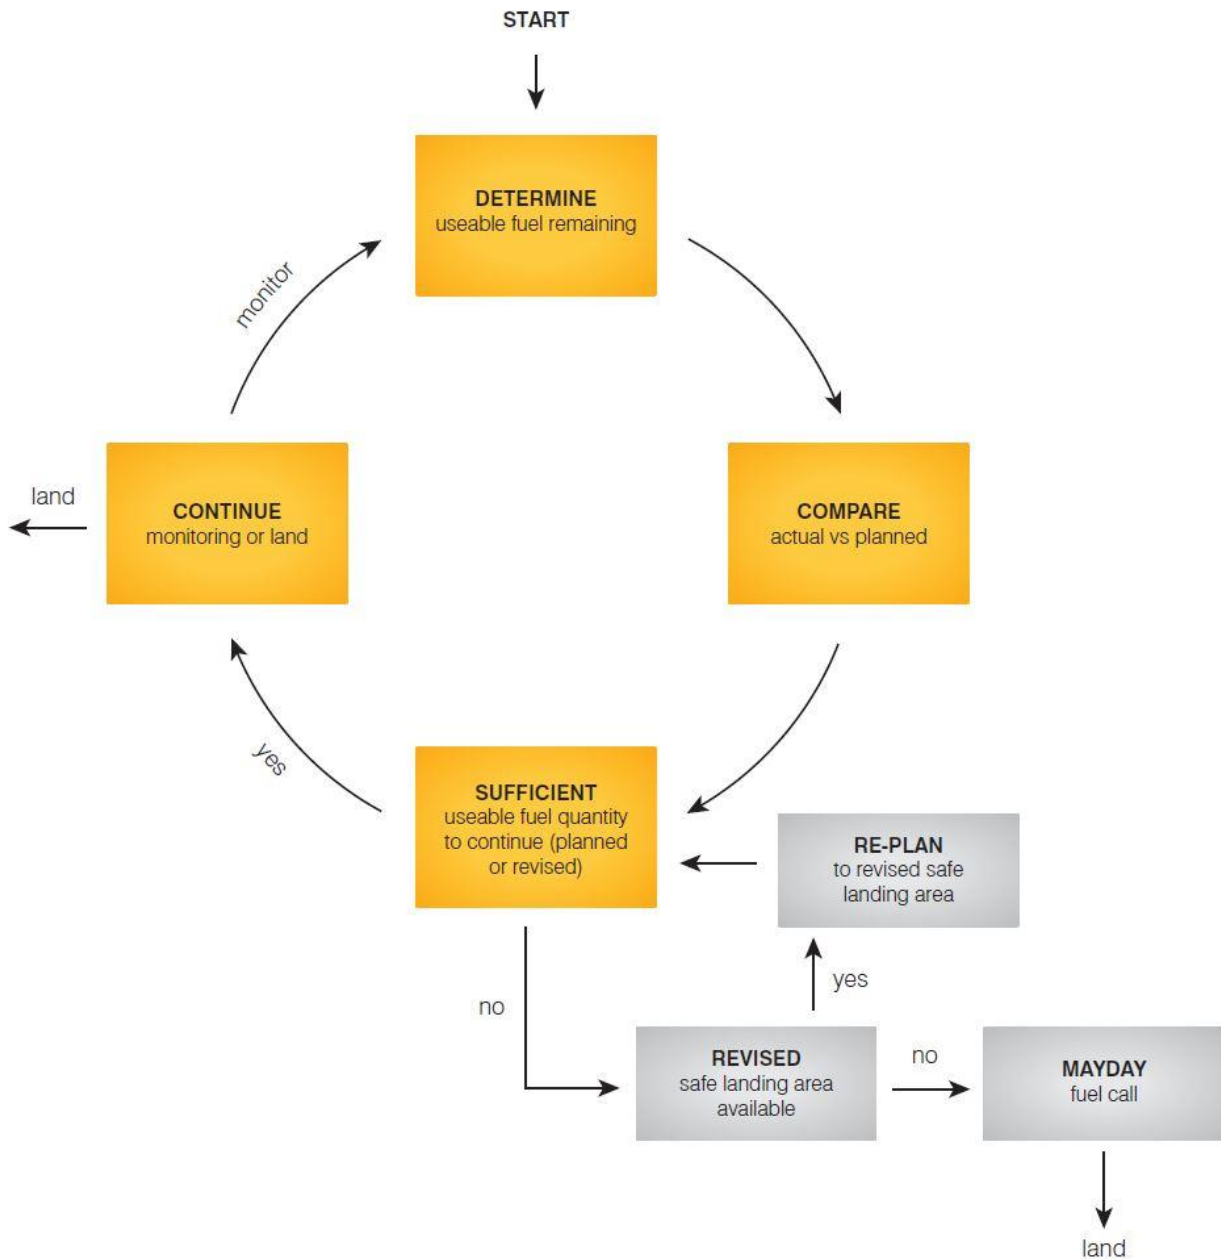 START
DETERMINE
useable fuel remaining
monitor
land
CONTINUE
monitoring or land
COMPARE
actual vs planned
yes
SUFFICIENT
useable fuel quantity
to continue (planned
or revised)
RE-PLAN
to revised safe
landing area
yes
no
REVISED
safe landing area
available
no
MAYDAY
fuel call
land